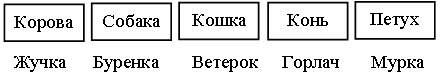 Корова Собака Кошка Конь Петух
Жучка Буренка Ветерок Горлач Мурка